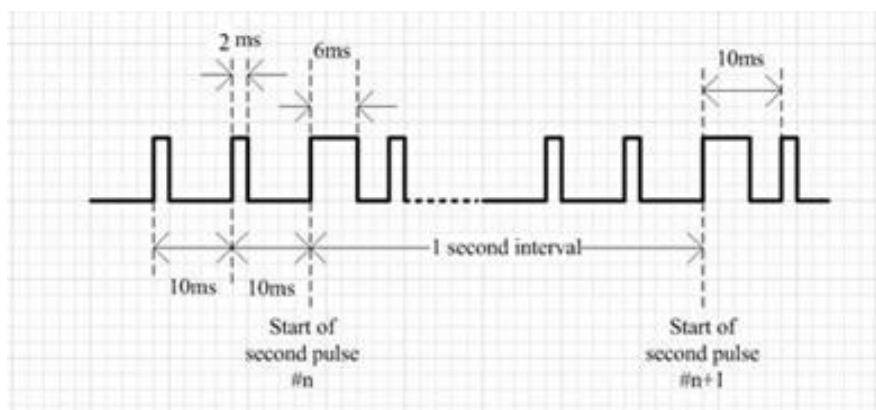 2 ms
6ms
10ms
1 second interval
10ms
10ms
Start of
second pulse
#n
Start of
second pulse
#n+1